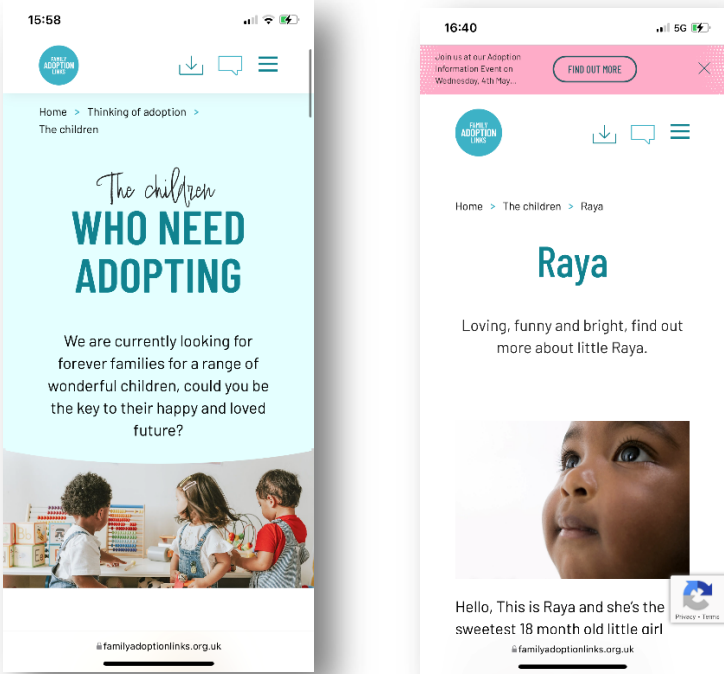 15:58
FAMILY
ADOPTION
LINKS
Home > Thinking of adoption >
The children
The children
WHO NEED
ADOPTING
We are currently looking for
forever families for a range of
wonderful children, could you be
the key to their happy and loved
future?
familyadoptionlinks.org.uk
16:40
5G
Join us at our Adoption
Information Event on
Wednesday, 4th May...
FIND OUT MORE
FAMILY
ADOPTION
LINKS
Home > The children > Raya
Raya
Loving, funny and bright, find out
more about little Raya.
Hello, This is Raya and she's the
sweetest 18 month old little girl
Privacy - Terms
familyadoptionlinks.org.uk